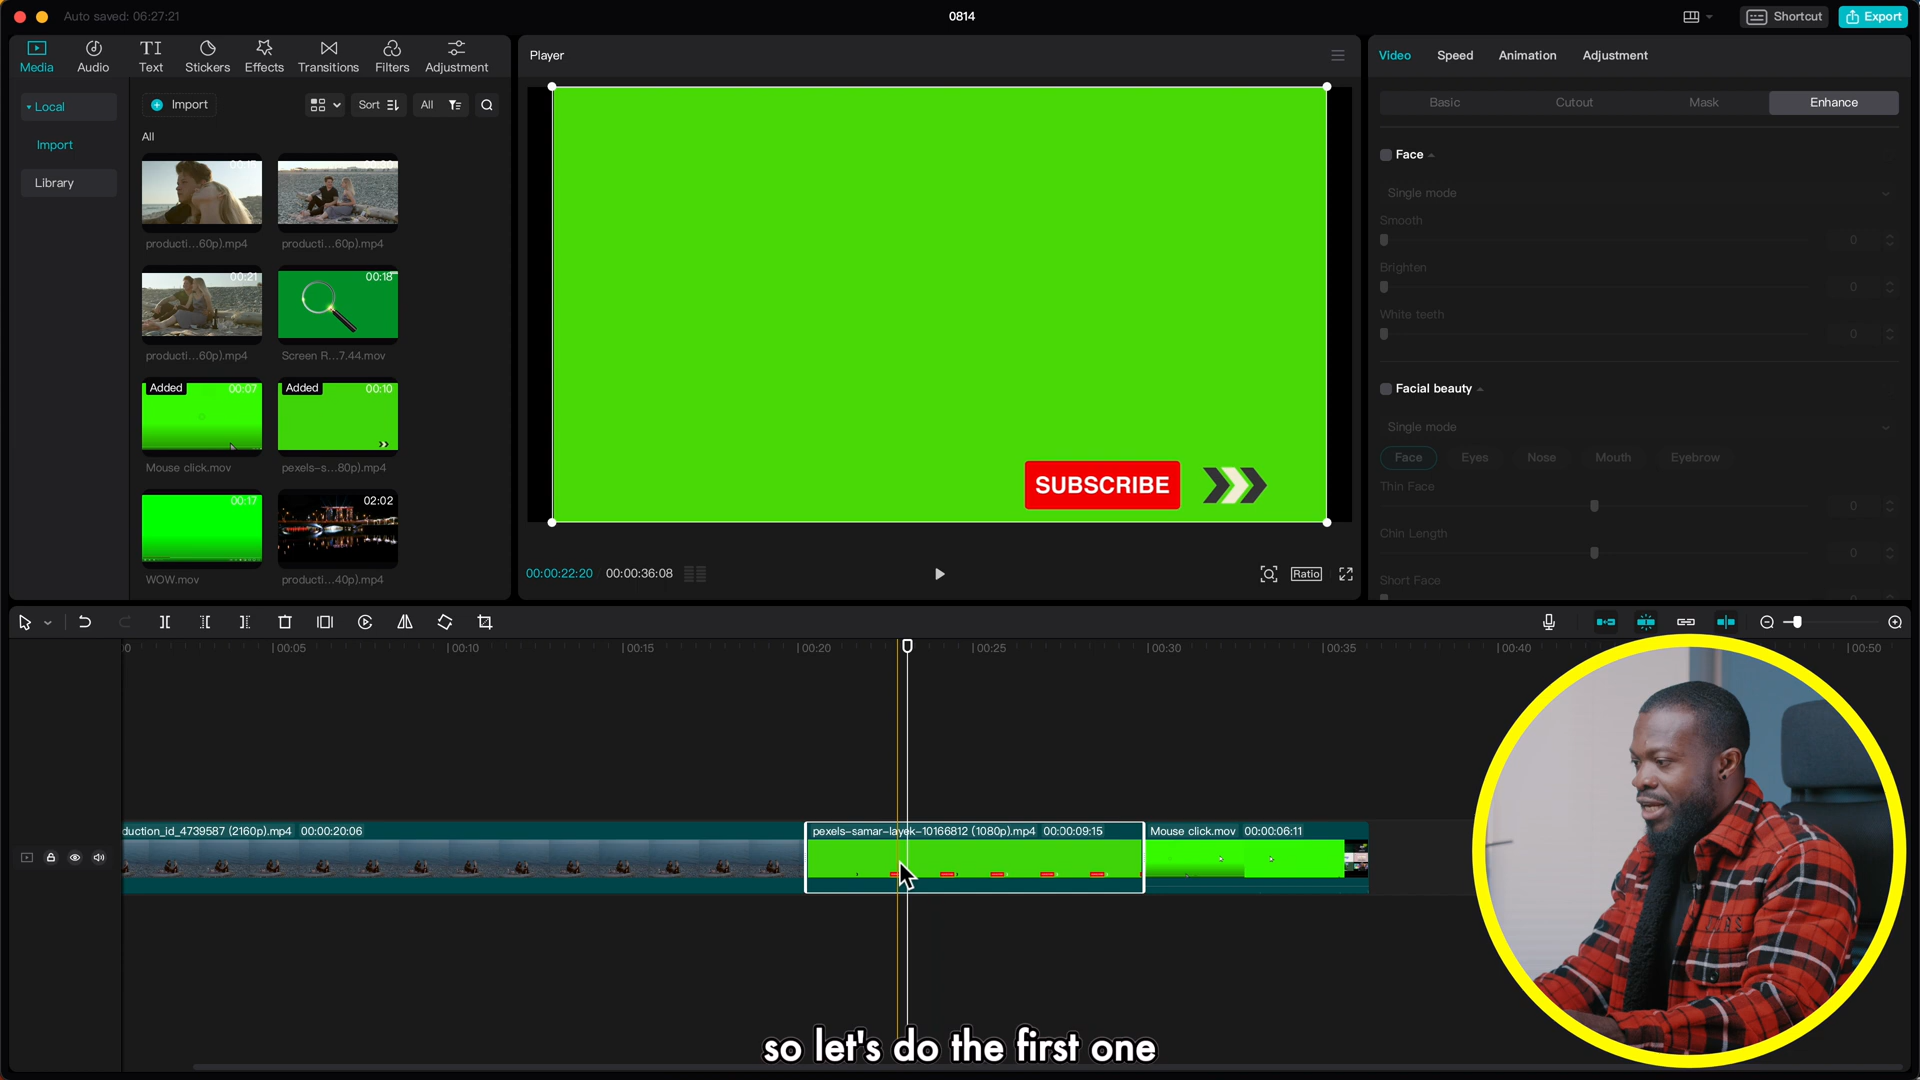 Auto saved: 06:27:21
0814
Shortcut
Export
Media
Audio
TI
Text
Stickers
Effects
Transitions
Filters
Adjustment
Local
Import
Library
Import
Sort
All
All
producti...60p).mp4
producti...60p).mp4
00:21
00:18
producti...60p).mp4
Screen R...7.44.mov
Added
00:07
Added
00:10
Mouse click.mov
pexels-s...80p).mp4
00:17
02:02
WOW.mov
producti...40p).mp4
Player
SUBSCRIBE
00:00:22:20
00:00:36:08
Ratio
Video
Speed
Animation
Adjustment
Basic
Cutout
Mask
Enhance
Face
Single mode
Smooth
0
Brighten
0
White teeth
0
Facial beauty
Single mode
Face
Eyes
Nose
Mouth
Eyebrow
Thin Face
0
Chin Length
0
Short Face
00:05
00:10
00:15
00:20
00:25
00:30
00:35
00:40
00:50
duction_id_4739587 (2160p).mp4 00:00:20:06
pexels-samar-layek-10166812 (1080p).mp4 00:00:09:15
Mouse click.mov 00:00:06:11
so let's do the first one